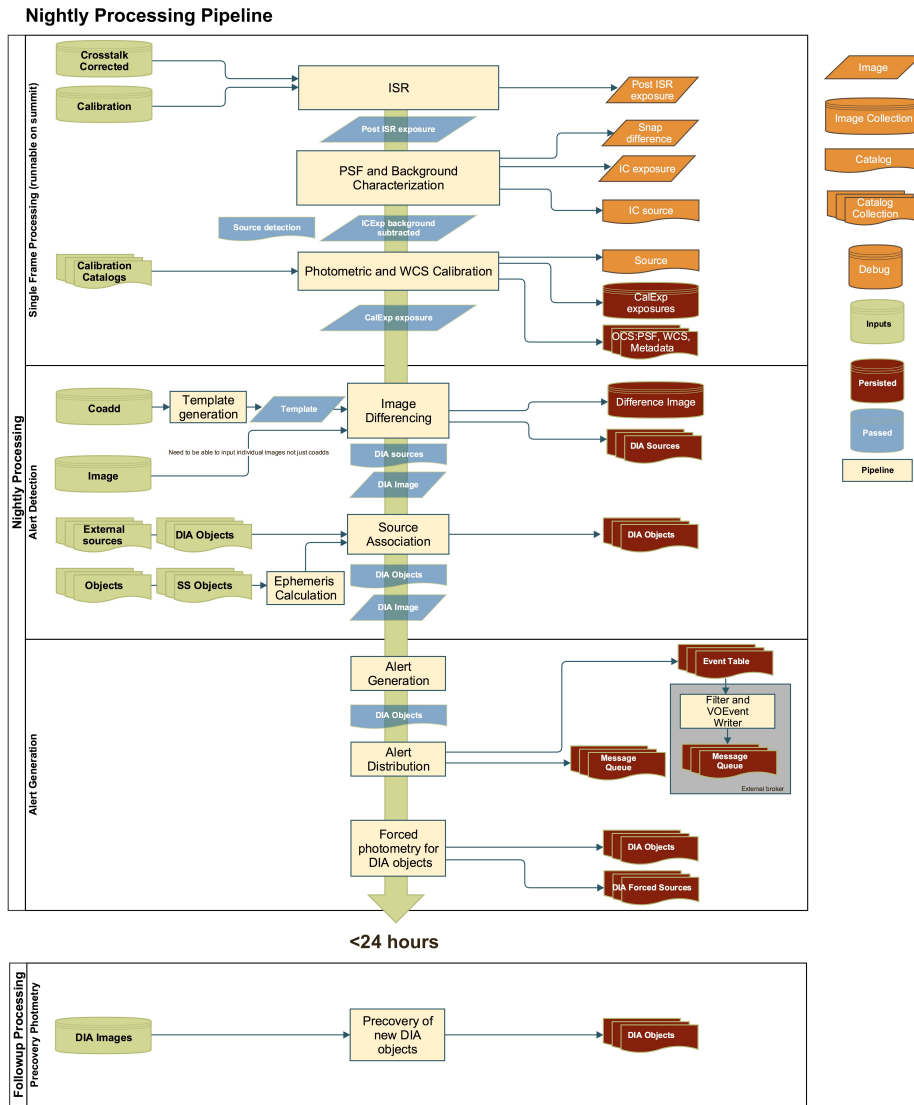 Nightly Processing Pipeline
Nightly Processing
Single Frame Processing (runnable on summit)
Crosstalk
Corrected
Calibration
ISR
Post ISR
exposure
Post ISR exposure
PSF and Background
Characterization
Snap
difference
IC exposure
IC source
Source detection
ICExp background
subtracted
Calibration
Catalogs
Photometric and WCS Calibration
Source
CalExp
exposures
OCS:PSF, WCS,
Metadata
CalExp exposure
Alert Detection
Coadd
Template
generation
Template
Image
Differencing
Difference Image
DIA Sources
Need to be able to input individual images not just coadds
DIA sources
Image
DIA Image
External
sources
DIA Objects
Source
Association
DIA Objects
Objects
SS Objects
Ephemeris
Calculation
DIA Objects
DIA Image
Alert Generation
Alert
Generation
Event Table
Filter and
VOEvent
Writer
DIA Objects
Alert
Distribution
Message
Queue
Message
Queue
External broker
Forced
photometry for
DIA objects
DIA Objects
DIA Forced Sources
<24 hours
Followup Processing
Precovery Photmetry
DIA Images
Precovery of
new DIA
objects
DIA Objects
Image
Image Collection
Catalog
Catalog
Collection
Debug
Inputs
Persisted
Passed
Pipeline